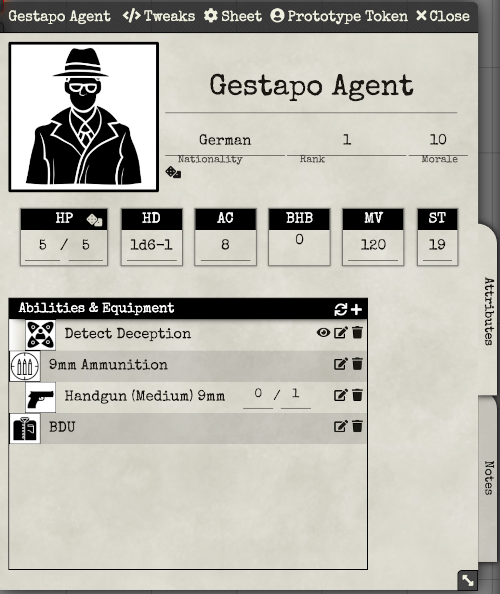 Gestapo Agent Tweaks Sheet Prototype Token Close
Gestapo Agent
German 1 10
Nationality Rank Morale
HP HD AC BHB MV ST
5 / 5 1d6-1 8 0 120 19
Attributes
Abilities & Equipment
Detect Deception
9mm Ammunition
Handgun (Medium) 9mm 0 / 1
BDU
Notes